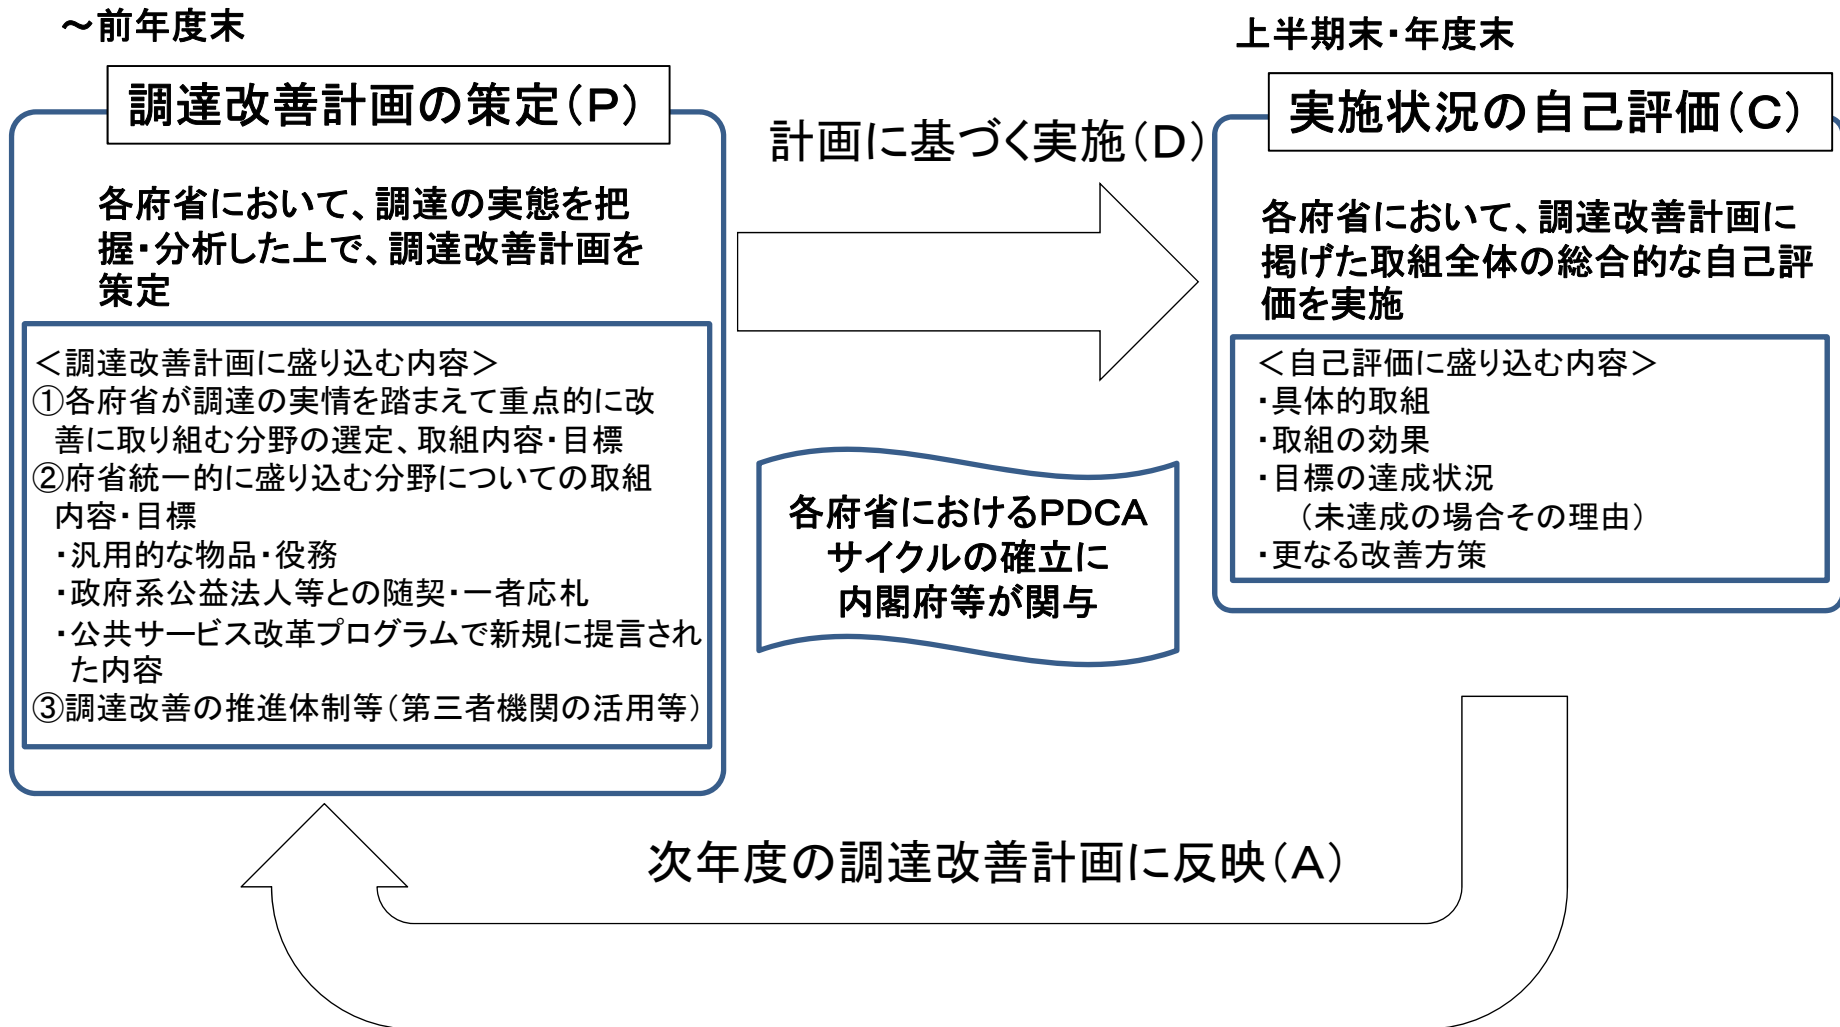 ～前年度末
調達改善計画の策定（P）
各府省において、調達の実態を把
握・分析した上で、調達改善計画を
策定
＜調達改善計画に盛り込む内容＞
①各府省が調達の実情を踏まえて重点的に改
善に取り組む分野の選定、取組内容・目標
②府省統一的に盛り込む分野についての取組
内容・目標
・汎用的な物品・役務
・政府系公益法人等との随契・一者応札
・公共サービス改革プログラムで新規に提言され
た内容
③調達改善の推進体制等（第三者機関の活用等）
計画に基づく実施（D）
各府省におけるPDCA
サイクルの確立に
内閣府等が関与
上半期末・年度末
実施状況の自己評価（C）
各府省において、調達改善計画に
掲げた取組全体の総合的な自己評
価を実施
＜自己評価に盛り込む内容＞
・具体的取組
・取組の効果
・目標の達成状況
（未達成の場合その理由）
・更なる改善方策
次年度の調達改善計画に反映（A）